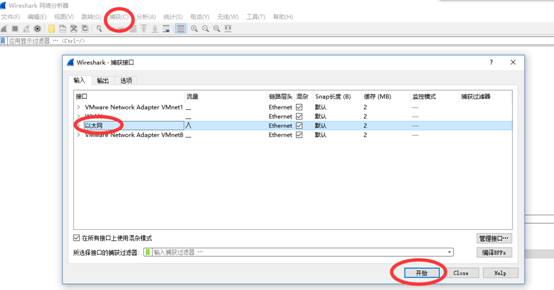 Wireshark 网络分析器
文件(F) 编辑(E) 视图(V) 跳转(G) 捕获(C) 分析(A) 统计(S) 电话(Y) 无线(W) 工具(T) 帮助(H)
应用显示过滤器 … <Ctrl-/>
Wireshark · 捕获接口
输入 输出 选项
接口 流量 链路层头 混杂 Snap长度 (B) 缓存 (MB) 监控模式 捕获过滤器
VMware Network Adapter VMnet1 Ethernet 默认 2 —
Ethernet 默认 2 —
以太网 Ethernet 默认 2 —
VMware Network Adapter VMnet8 Ethernet 默认 2 —
在所有接口上使用混杂模式 管理接口…
所选择接口的捕获过滤器: 输入捕获过滤器 … 编译BPFs
开始 Close Help